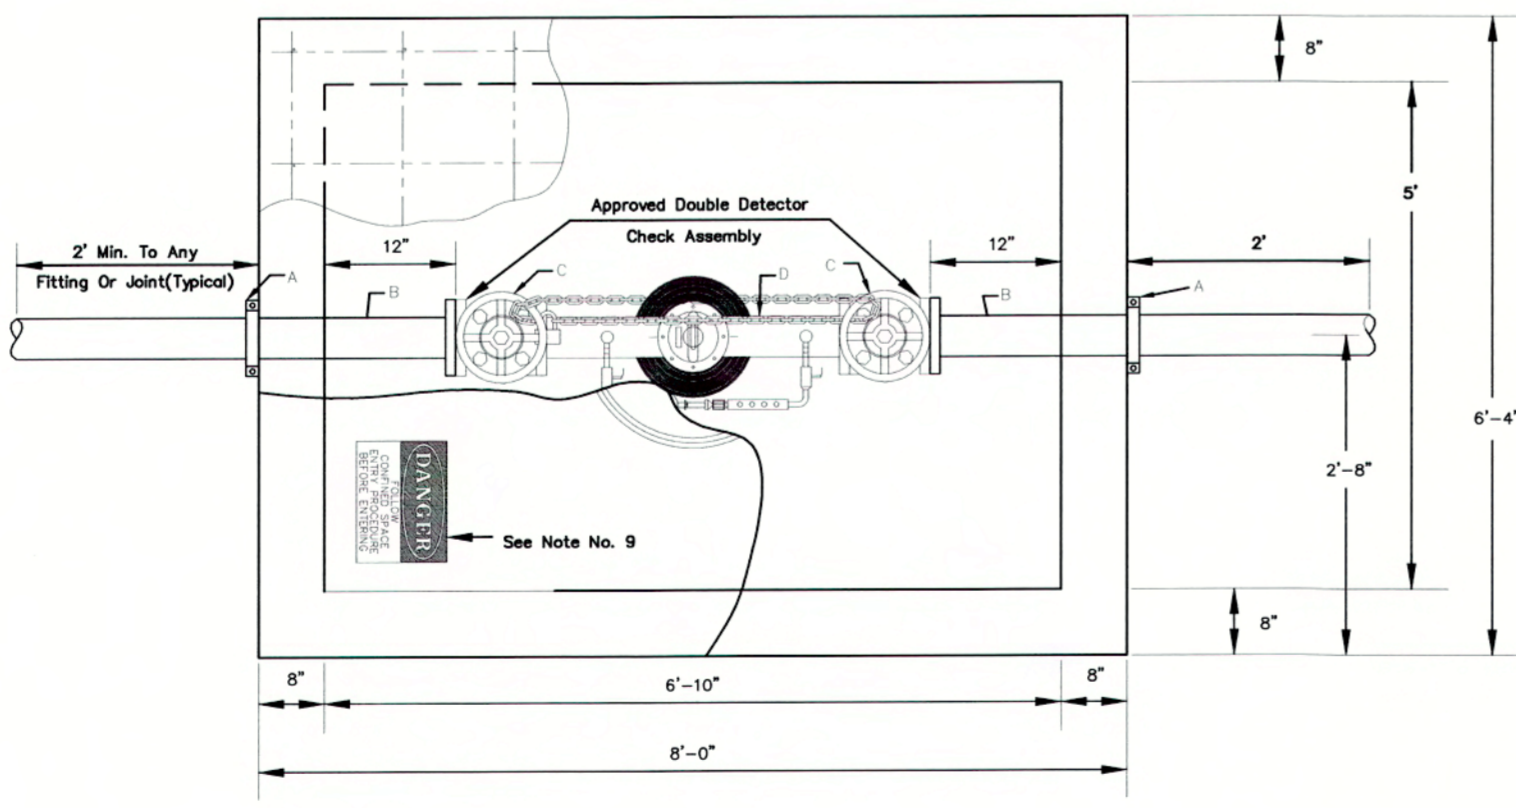 8"
5'
Approved Double Detector
Check Assembly
2' Min. To Any
Fitting Or Joint(Typical)
12"
12"
2'
A
B
C
D
C
B
A
6'-4"
2'-8"
DANGER
FOLLOW
CONFINED SPACE
ENTRY PROCEDURE
BEFORE ENTERING
See Note No. 9
8"
8"
6'-10"
8"
8'-0"